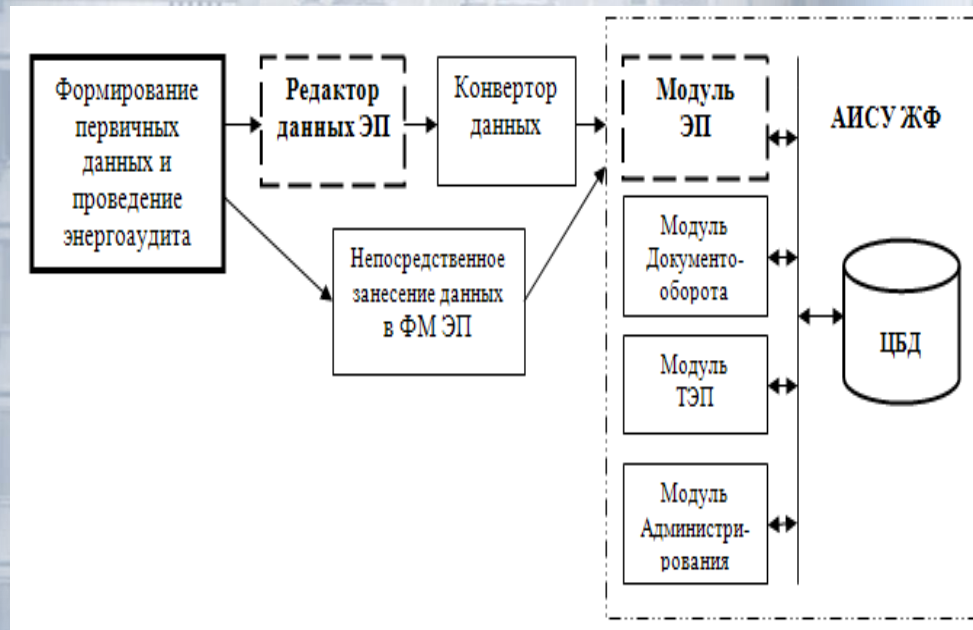 Формирование
первичных
данных и
проведение
энергоаудита
Редактор
данных ЭП
Конвертор
данных
Непосредственное
занесение данных
в ФМ ЭП
Модуль
ЭП
АИСУ ЖФ
Модуль
Документо-
оборота
Модуль
ТЭП
Модуль
Администри-
рования
ЦБД